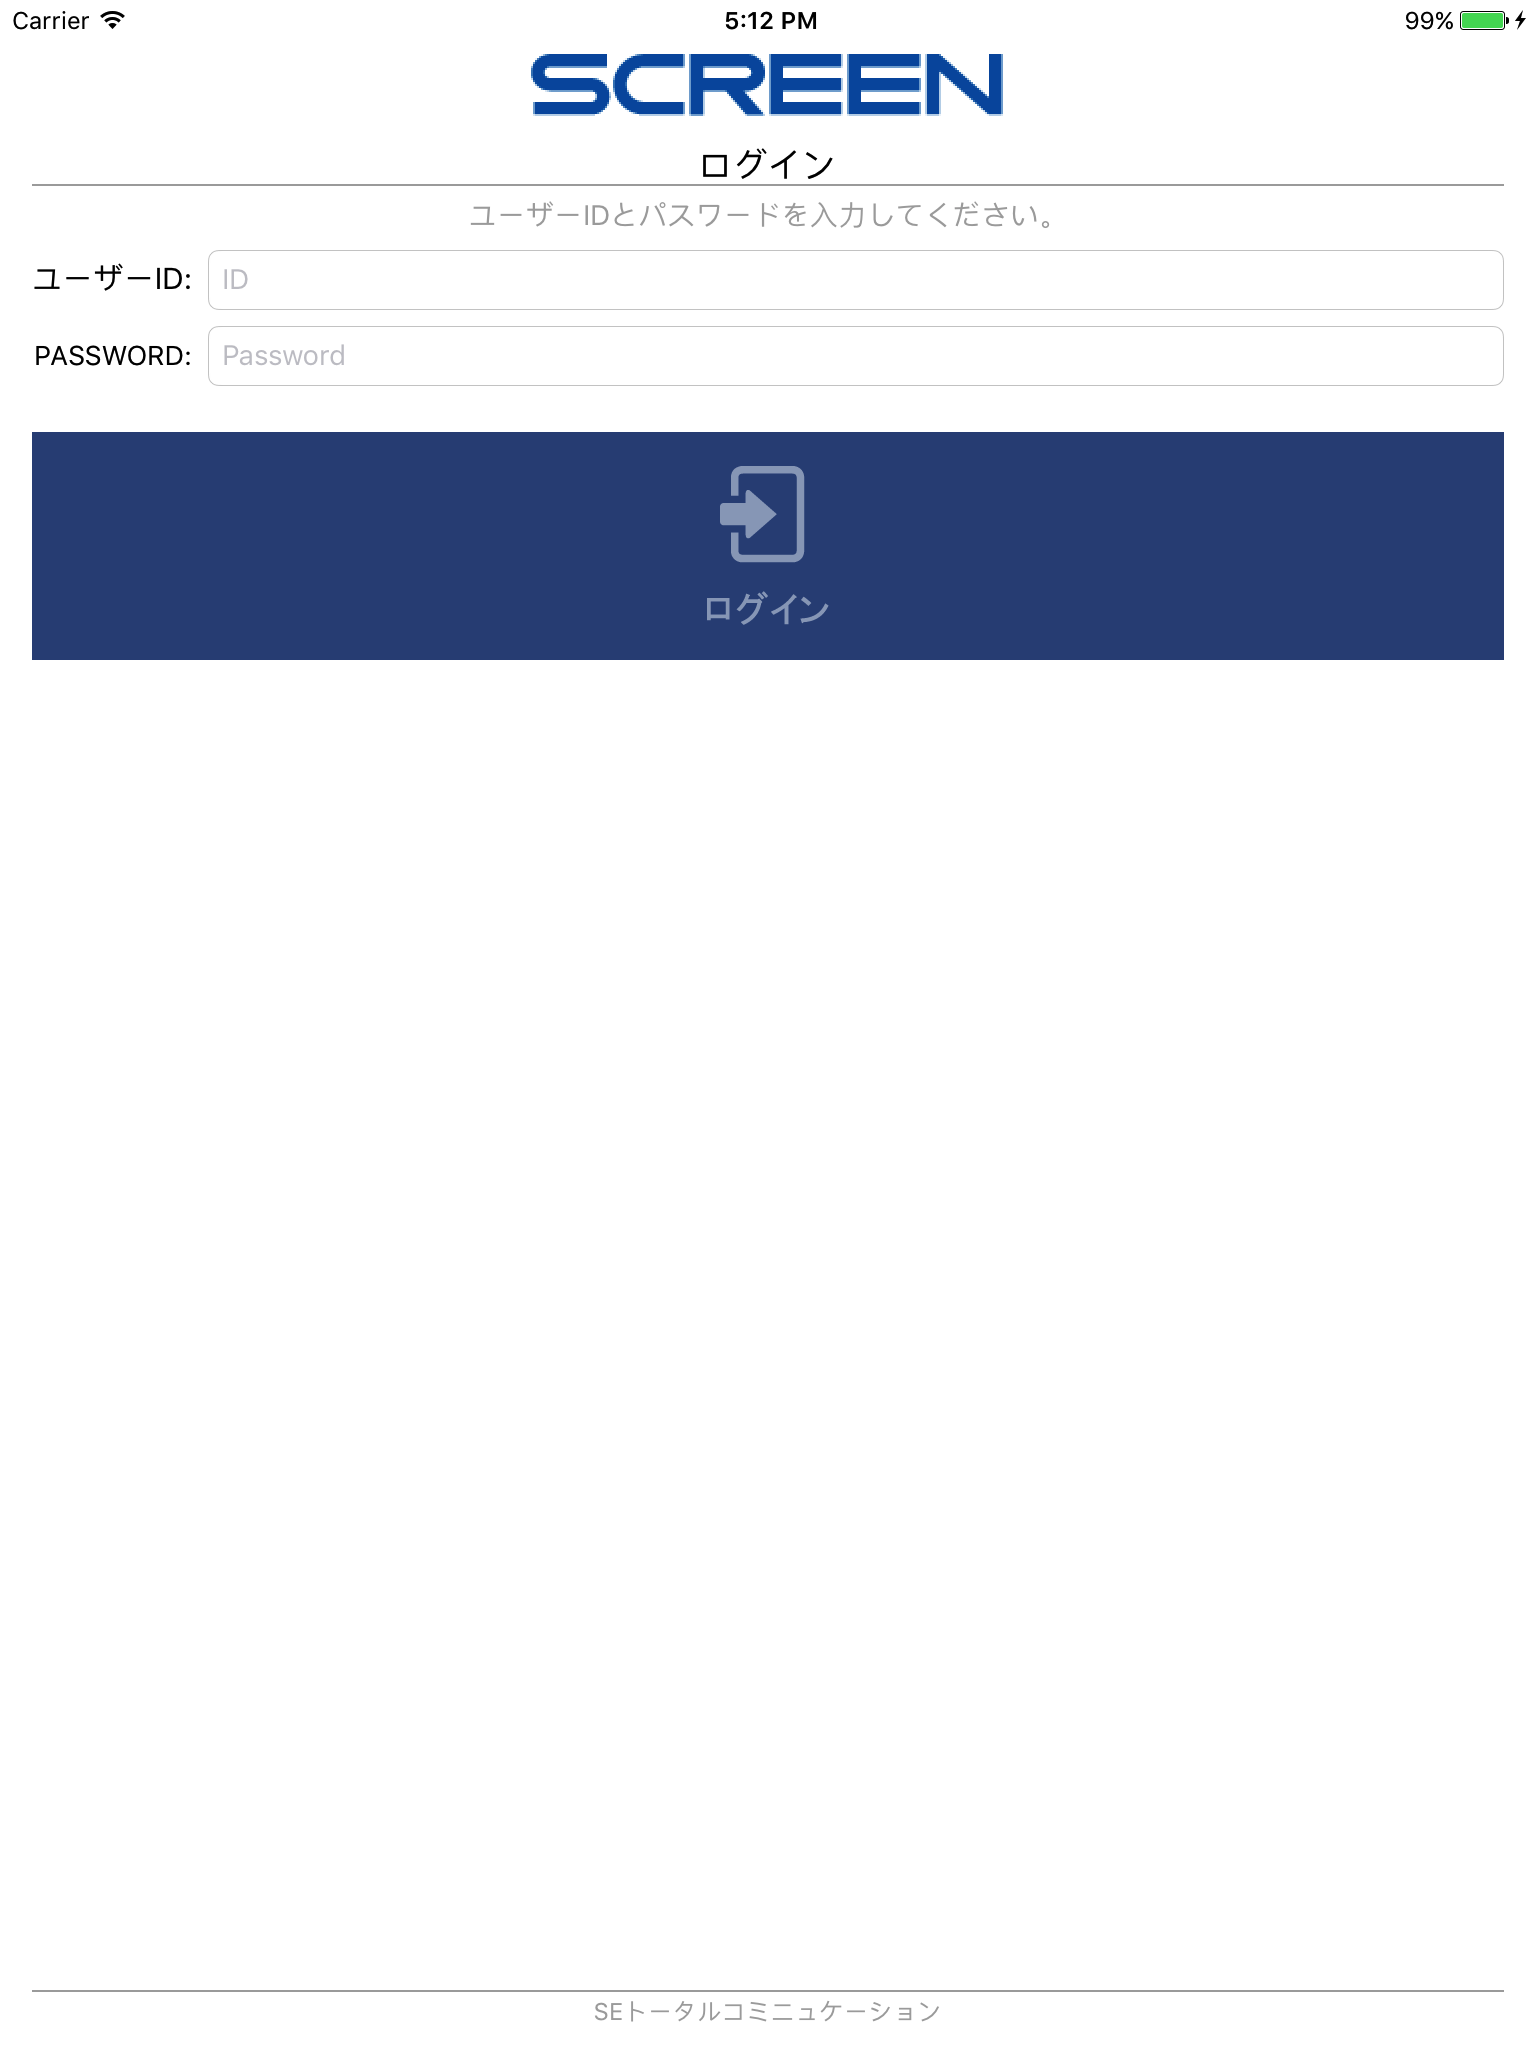 Carrier 5:12 PM 99%
SCREEN
ログイン
ユーザーIDとパスワードを入力してください。
ユーザーID: ID
PASSWORD: Password
ログイン
SEトータルコミニュケーション